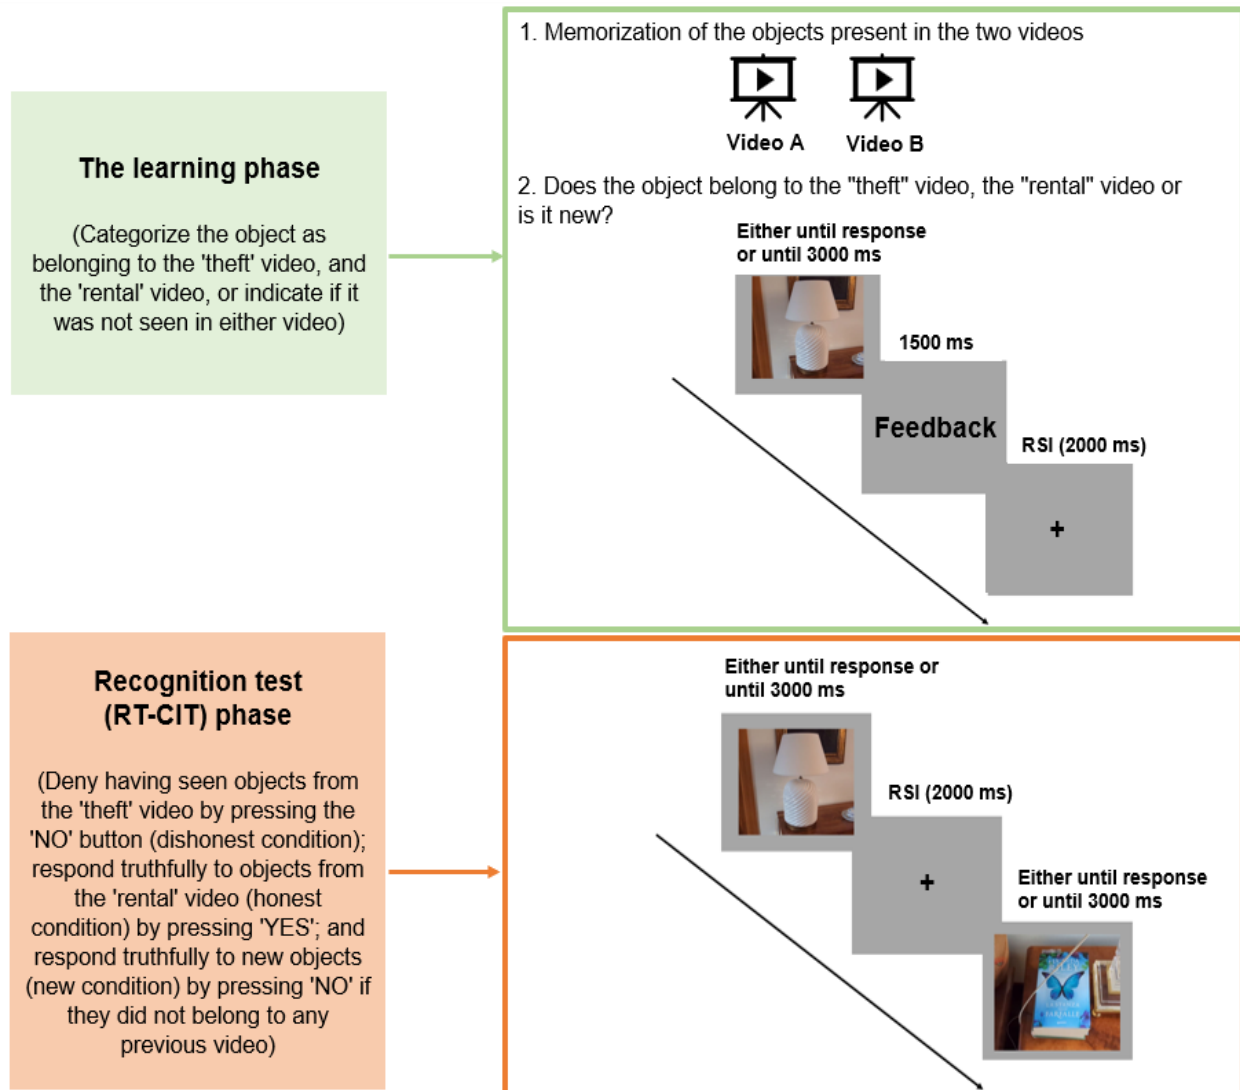 The learning phase
(Categorize the object as
belonging to the 'theft' video, and
the 'rental' video, or indicate if it
was not seen in either video)
1. Memorization of the objects present in the two videos
Video A
Video B
2. Does the object belong to the "theft" video, the "rental" video or
is it new?
Either until response
or until 3000 ms
1500 ms
Feedback
RSI (2000 ms)
+
Recognition test
(RT-CIT) phase
(Deny having seen objects from
the 'theft' video by pressing the
'NO' button (dishonest condition);
respond truthfully to objects from
the 'rental' video (honest
condition) by pressing 'YES'; and
respond truthfully to new objects
(new condition) by pressing 'NO' if
they did not belong to any
previous video)
Either until response or
until 3000 ms
RSI (2000 ms)
+
Either until response
or until 3000 ms